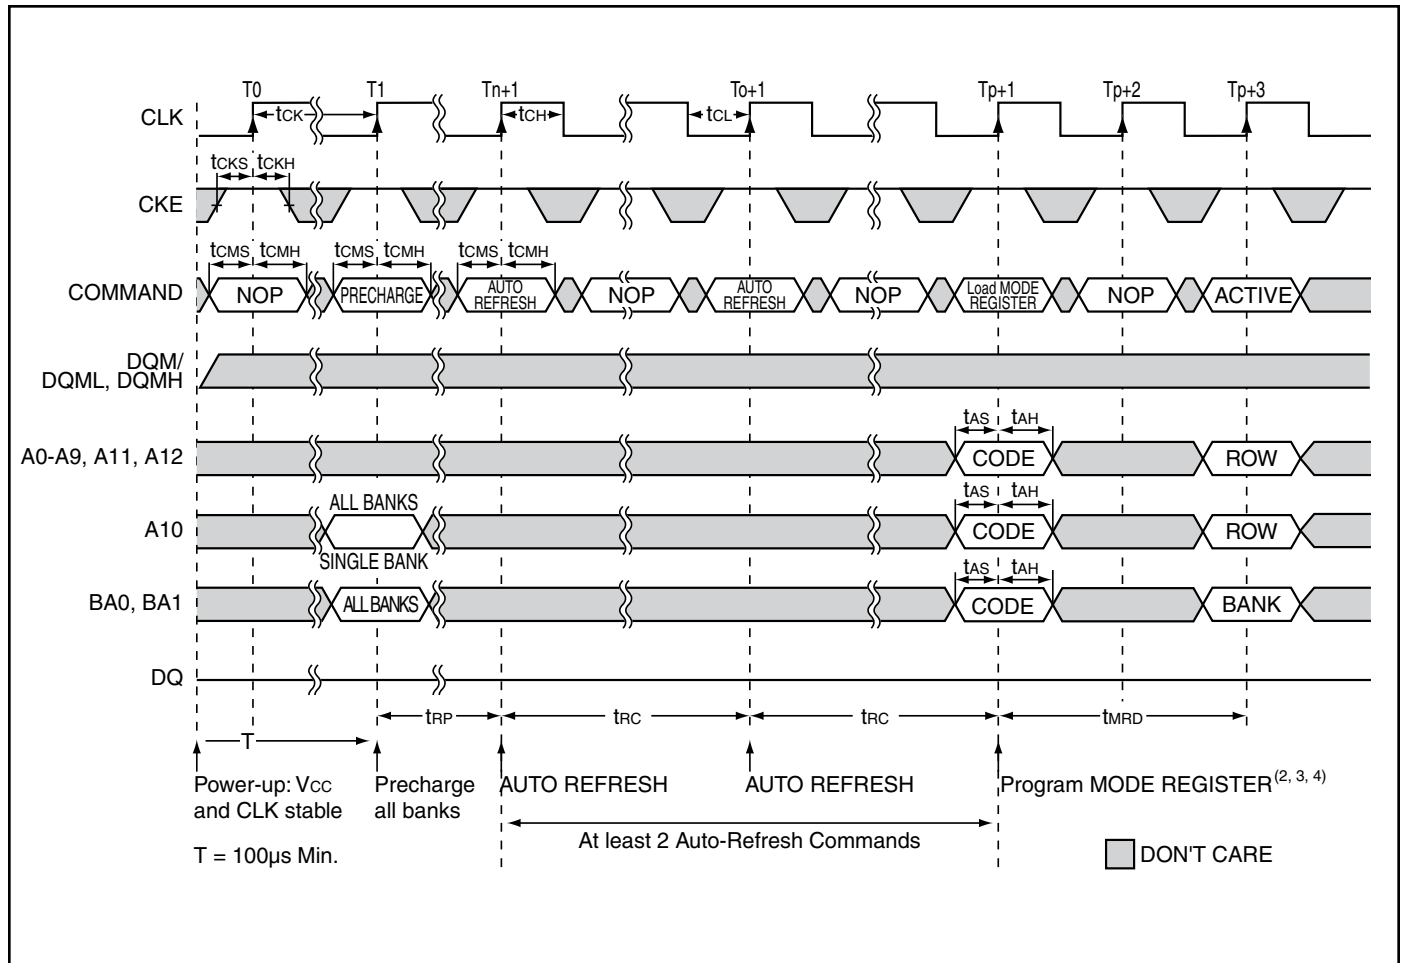 T0 T1 Tn+1 To+1 Tp+1 Tp+2 Tp+3
CLK tCK tCH tCL
tCKS tCKH
CKE
tCMS tCMH tCMS tCMH tCMS tCMH
COMMAND NOP PRECHARGE AUTO REFRESH NOP AUTO REFRESH NOP Load MODE REGISTER NOP ACTIVE
DQM/
DQML, DQMH
tAS tAH
A0-A9, A11, A12 CODE ROW
ALL BANKS tAS tAH
A10 CODE ROW
SINGLE BANK tAS tAH
BA0, BA1 ALL BANKS CODE BANK
DQ
tRP tRC tRC tMRD
T
Power-up: VCC Precharge AUTO REFRESH AUTO REFRESH Program MODE REGISTER(2, 3, 4)
and CLK stable all banks
At least 2 Auto-Refresh Commands
T = 100µs Min. DON'T CARE